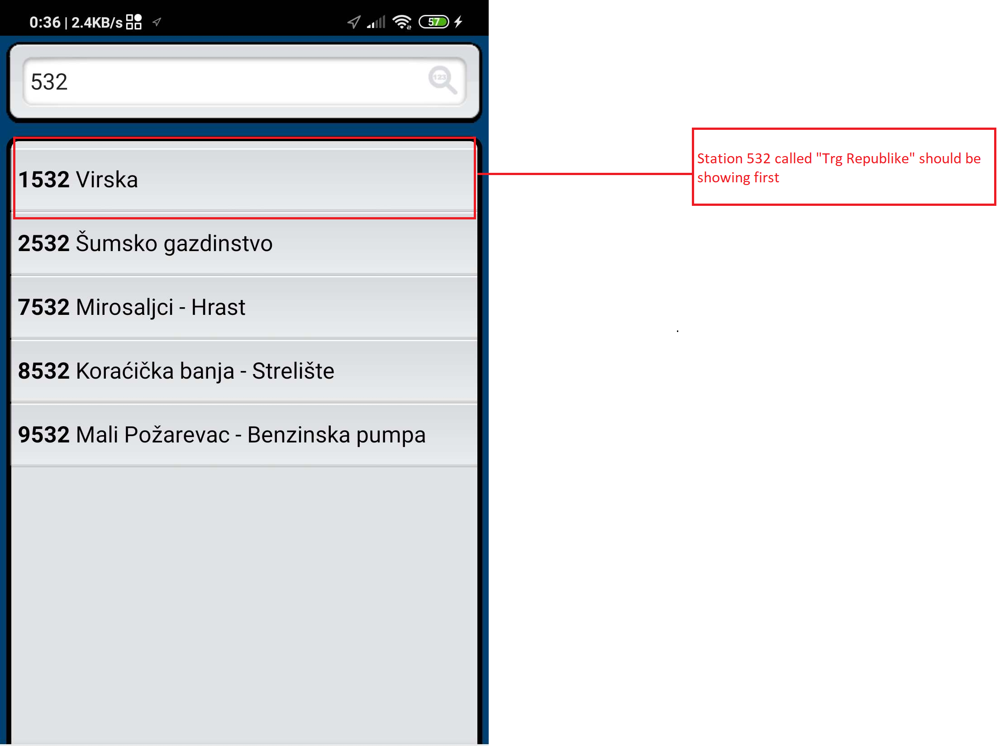 0:36 | 2.4KB/s
57
532
123
1532 Virska
2532 Šumsko gazdinstvo
7532 Mirosaljci - Hrast
8532 Koraćička banja - Strelište
9532 Mali Požarevac - Benzinska pumpa
Station 532 called "Trg Republike" should be
showing first
.